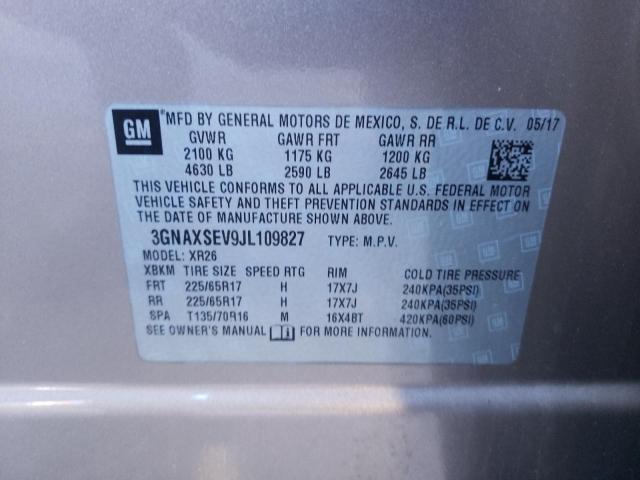 GM
MFD BY GENERAL MOTORS DE MEXICO, S. DE R.L. DE C.V. 05/17
GVWR GAWR FRT GAWR RR
2100 KG 1175 KG 1200 KG
4630 LB 2590 LB 2645 LB
THIS VEHICLE CONFORMS TO ALL APPLICABLE U.S. FEDERAL MOTOR
VEHICLE SAFETY AND THEFT PREVENTION STANDARDS IN EFFECT ON
THE DATE OF MANUFACTURE SHOWN ABOVE.
3GNAXSEV9JL109827 TYPE: M.P.V.
MODEL: XR26
XBKM TIRE SIZE SPEED RTG RIM COLD TIRE PRESSURE
FRT 225/65R17 H 17X7J 240KPA(35PSI)
RR 225/65R17 H 17X7J 240KPA(35PSI)
SPA T135/70R16 M 16X4BT 420KPA(60PSI)
SEE OWNER'S MANUAL FOR MORE INFORMATION.